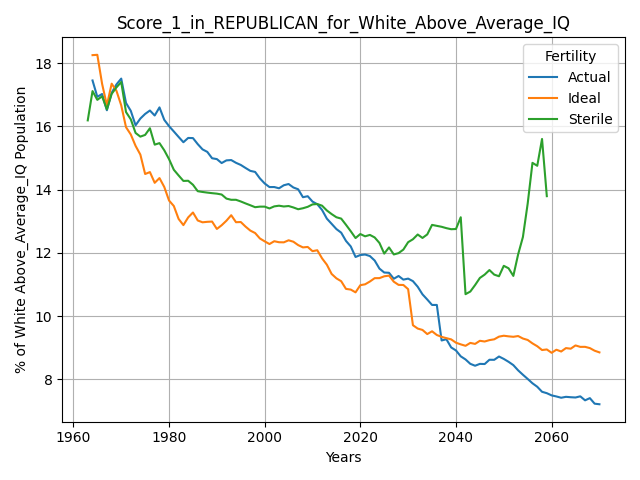 Score_1_in_REPUBLICAN_for_White_Above_Average_IQ
% of White Above_Average_IQ Population
18
16
14
12
10
8
Fertility
Actual
Ideal
Sterile
1960 1980 2000 2020 2040 2060
Years